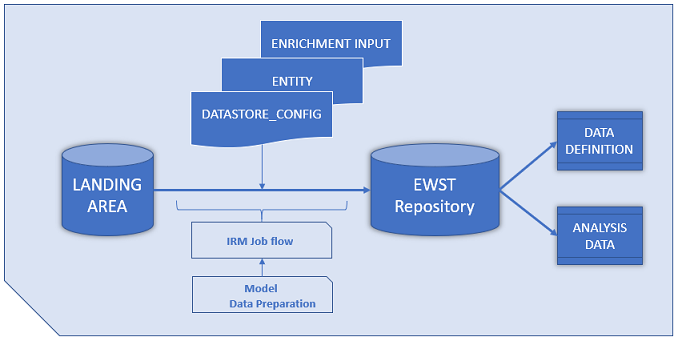 ENRICHMENT INPUT
ENTITY
DATASTORE_CONFIG
LANDING
AREA
EWST
Repository
DATA
DEFINITION
ANALYSIS
DATA
IRM Job flow
Model
Data Preparation